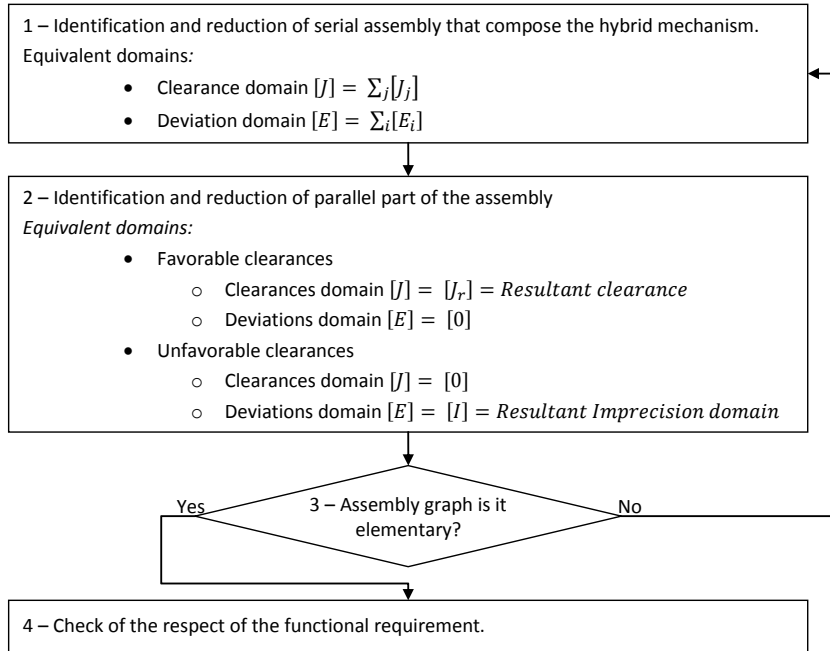 1 – Identification and reduction of serial assembly that compose the hybrid mechanism.
Equivalent domains:
• Clearance domain [J] = ∑j[Jj]
• Deviation domain [E] = ∑i[Ei]
2 – Identification and reduction of parallel part of the assembly
Equivalent domains:
• Favorable clearances
o Clearances domain [J] = [Jr] = Resultant clearance
o Deviations domain [E] = [0]
• Unfavorable clearances
o Clearances domain [J] = [0]
o Deviations domain [E] = [I] = Resultant Imprecision domain
Yes
3 – Assembly graph is it
elementary?
No
4 – Check of the respect of the functional requirement.